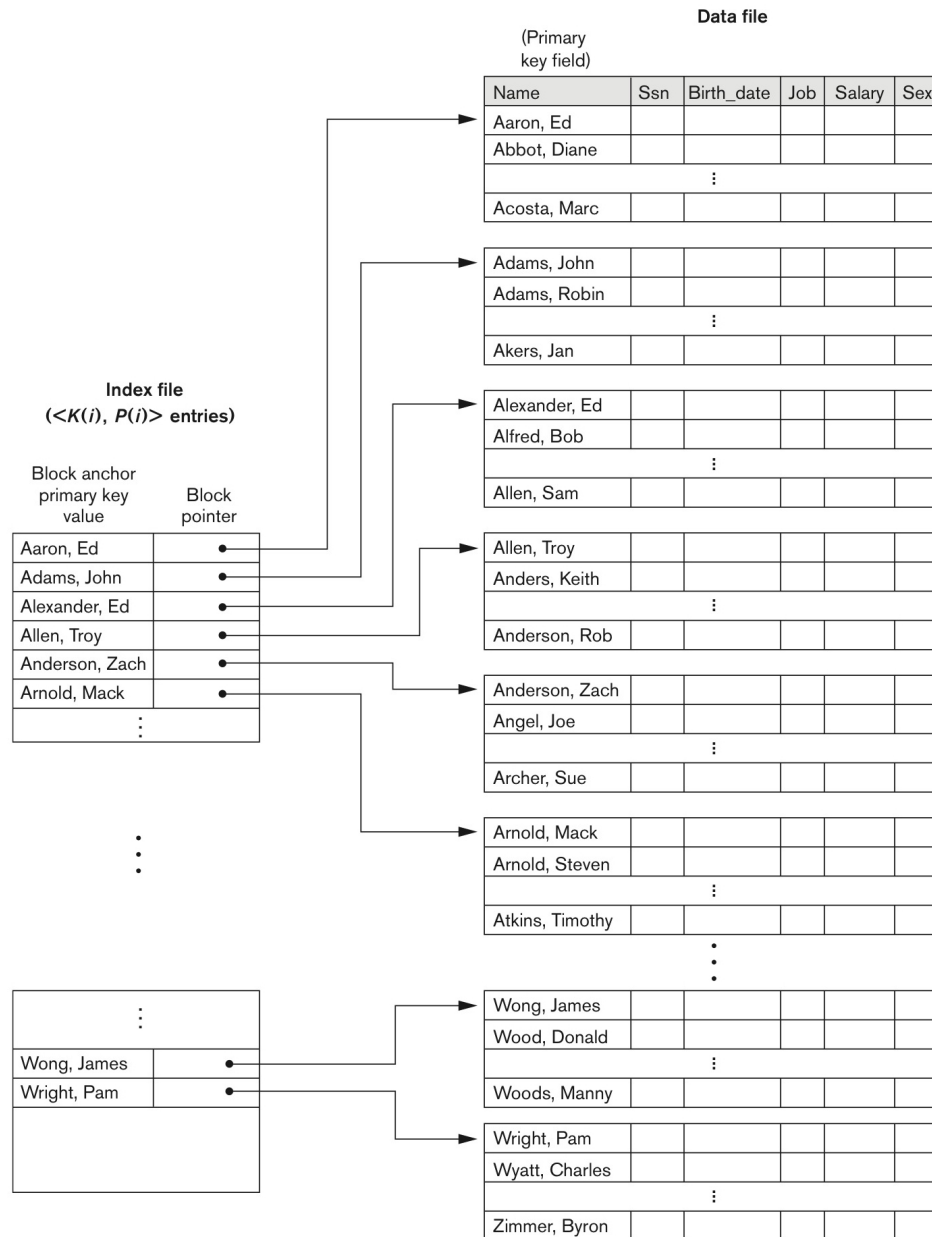 Data file
(Primary
key field)
Name Ssn Birth_date Job Salary Sex
Aaron, Ed
Abbot, Diane
⋮
Acosta, Marc
Adams, John
Adams, Robin
⋮
Akers, Jan
Alexander, Ed
Alfred, Bob
⋮
Allen, Sam
Allen, Troy
Anders, Keith
⋮
Anderson, Rob
Anderson, Zach
Angel, Joe
⋮
Archer, Sue
Arnold, Mack
Arnold, Steven
⋮
Atkins, Timothy
⋮
Wong, James
Wood, Donald
⋮
Woods, Manny
Wright, Pam
Wyatt, Charles
⋮
Zimmer, Byron
Index file
(<K(i), P(i)> entries)
Block anchor
primary key
value
Block
pointer
Aaron, Ed
Adams, John
Alexander, Ed
Allen, Troy
Anderson, Zach
Arnold, Mack
⋮
⋮
⋮
Wong, James
Wright, Pam